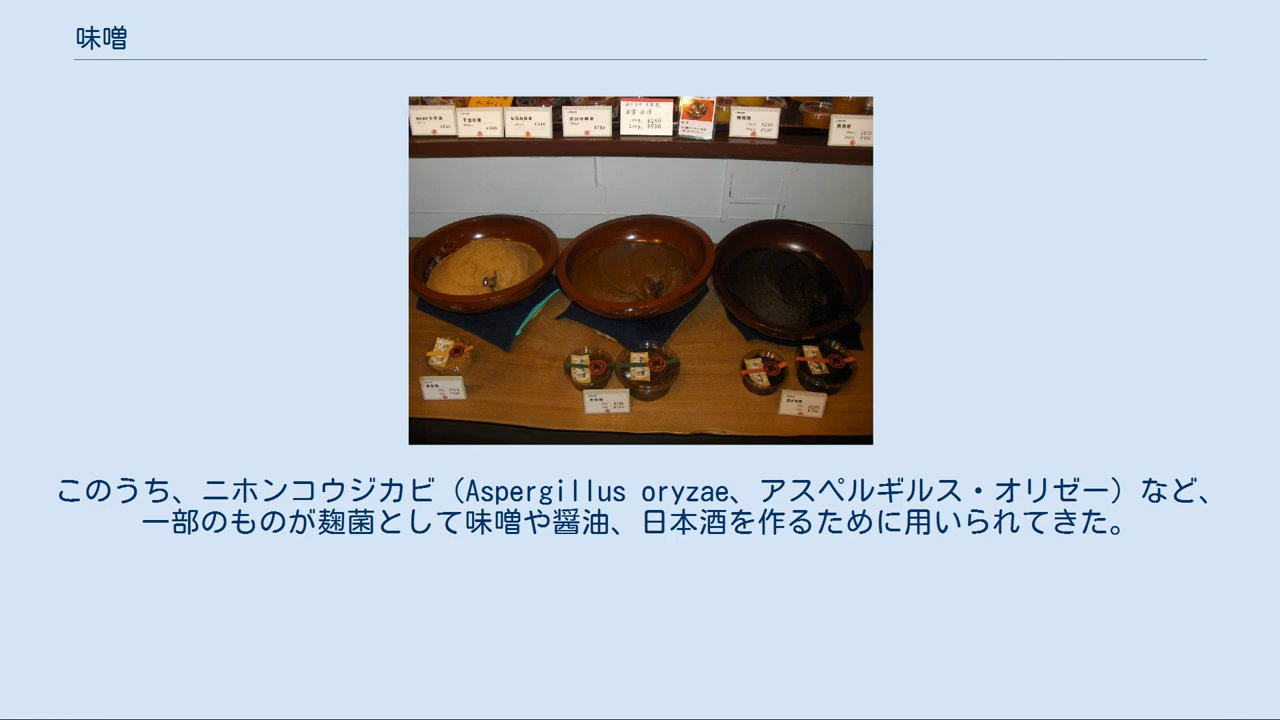 味噌
このうち、ニホンコウジカビ（Aspergillus oryzae、アスペルギルス・オリゼー）など、
一部のものが麹菌として味噌や醤油、日本酒を作るために用いられてきた。